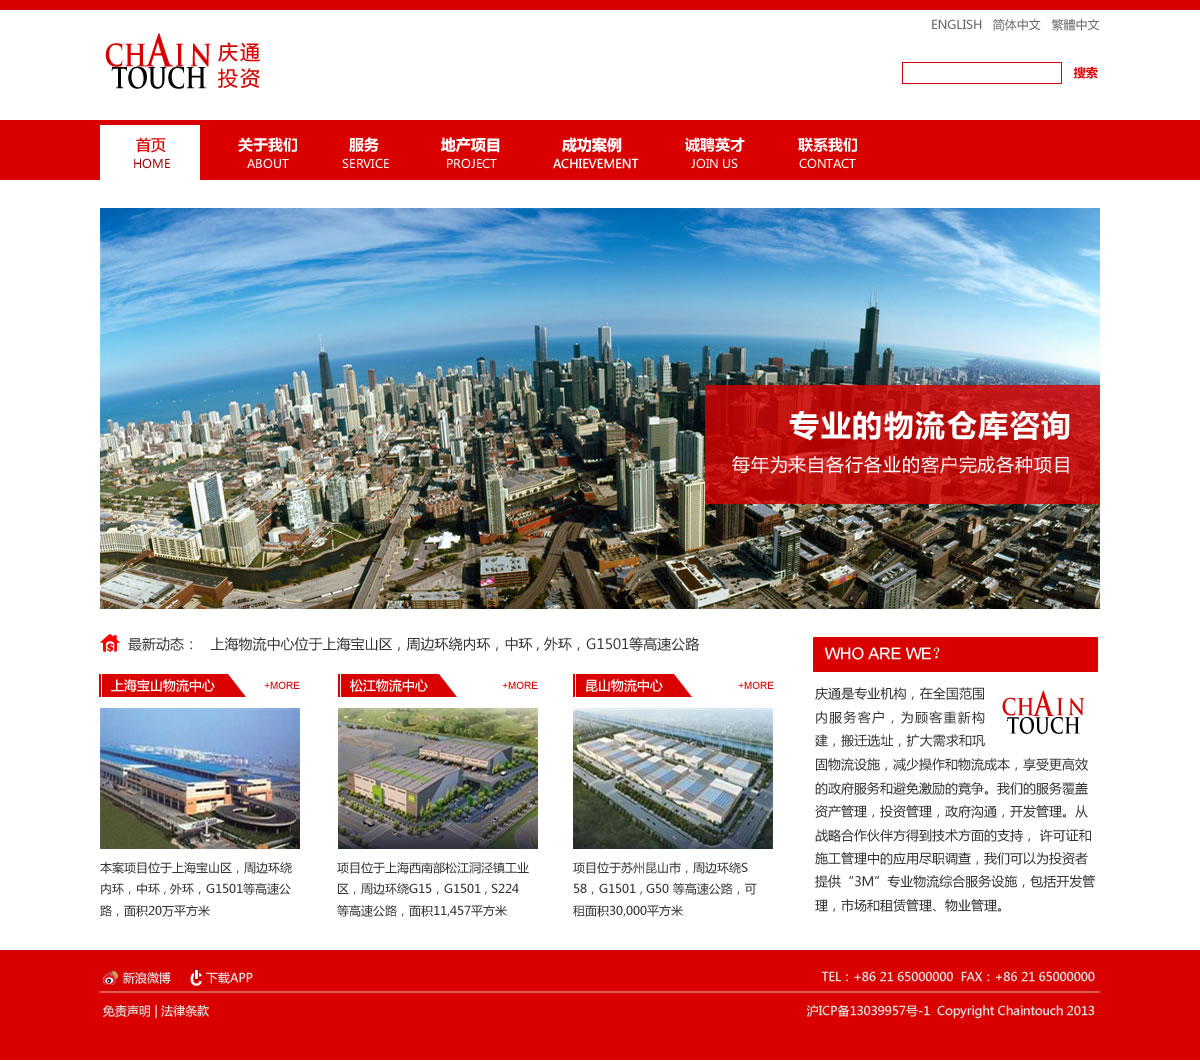 ENGLISH 简体中文 繁體中文
CHAIN 庆通
TOUCH 投资
搜索
首页 关于我们 服务 地产项目 成功案例 诚聘英才 联系我们
HOME ABOUT SERVICE PROJECT ACHIEVEMENT JOIN US CONTACT
专业的物流仓库咨询
每年为来自各行各业的客户完成各种项目
最新动态： 上海物流中心位于上海宝山区，周边环绕内环，中环 , 外环，G1501等高速公路
上海宝山物流中心 +MORE
本案项目位于上海宝山区，周边环绕
内环，中环 , 外环，G1501等高速公
路，面积20万平方米
松江物流中心 +MORE
项目位于上海西南部松江洞泾镇工业
区，周边环绕G15，G1501 , S224
等高速公路，面积11,457平方米
昆山物流中心 +MORE
项目位于苏州昆山市，周边环绕S
58，G1501 , G50 等高速公路，可
租面积30,000平方米
WHO ARE WE?
CHAIN
TOUCH
庆通是专业机构，在全国范围
内服务客户，为顾客重新构
建，搬迁选址，扩大需求和巩
固物流设施，减少操作和物流成本，享受更高效
的政府服务和避免激励的竞争。我们的服务覆盖
资产管理，投资管理，政府沟通，开发管理。从
战略合作伙伴方得到技术方面的支持， 许可证和
施工管理中的应用尽职调查，我们可以为投资者
提供“3M”专业物流综合服务设施，包括开发管
理，市场和租赁管理、物业管理。
新浪微博 下载APP
TEL：+86 21 65000000 FAX：+86 21 65000000
免责声明 | 法律条款
沪ICP备13039957号-1 Copyright Chaintouch 2013